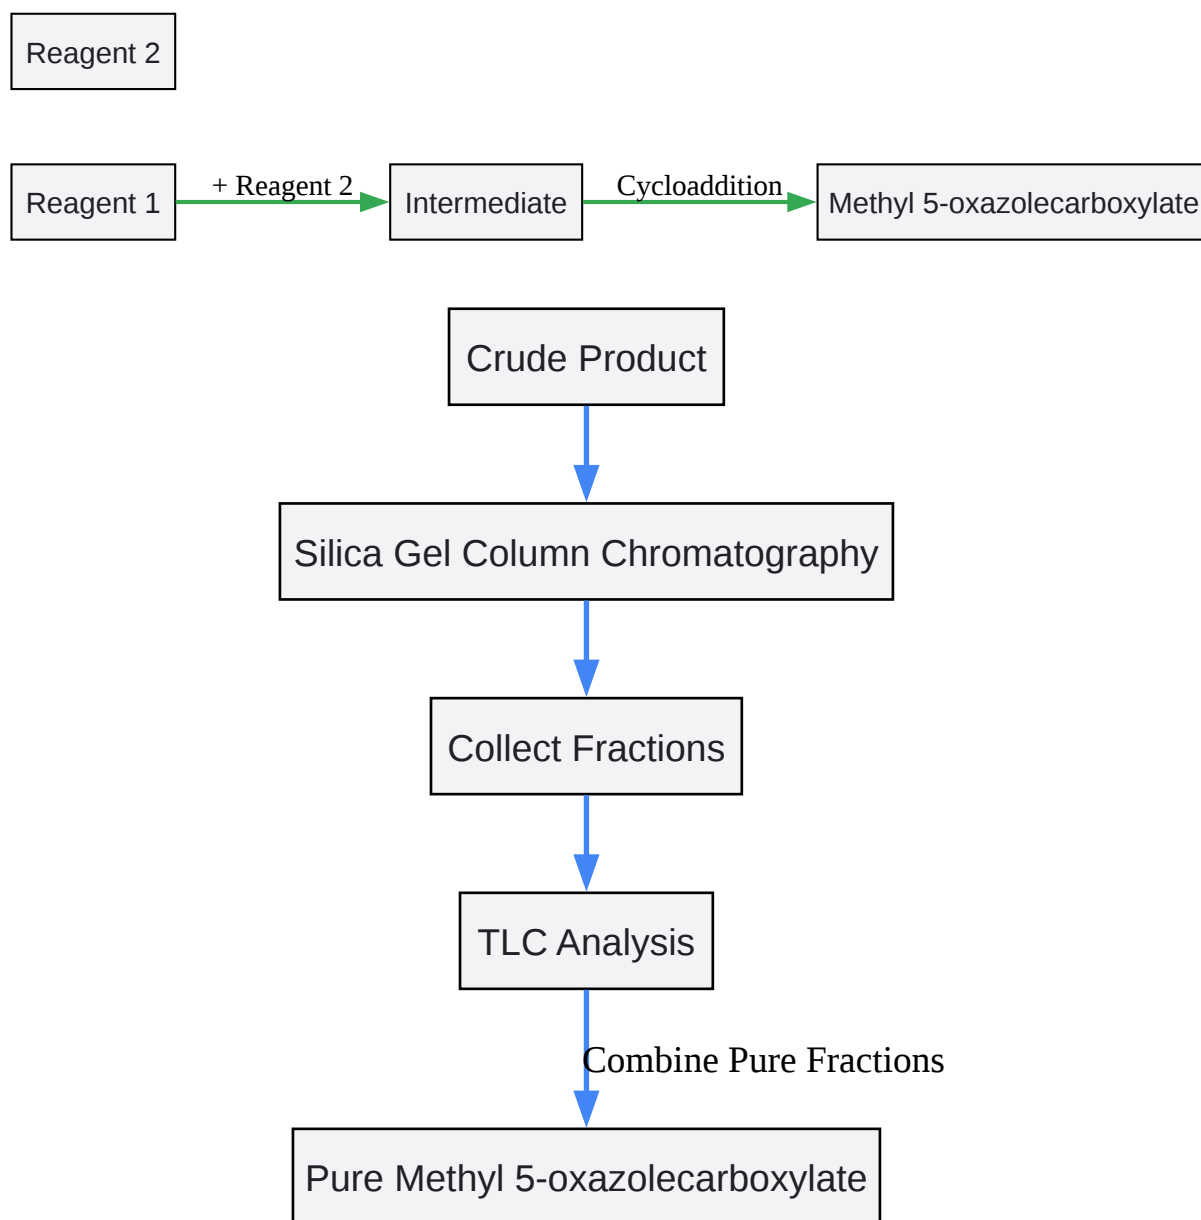 Reagent 2
Reagent 1
+ Reagent 2
Intermediate
Cycloaddition
Methyl 5-oxazolecarboxylate
Crude Product
Silica Gel Column Chromatography
Collect Fractions
TLC Analysis
Combine Pure Fractions
Pure Methyl 5-oxazolecarboxylate